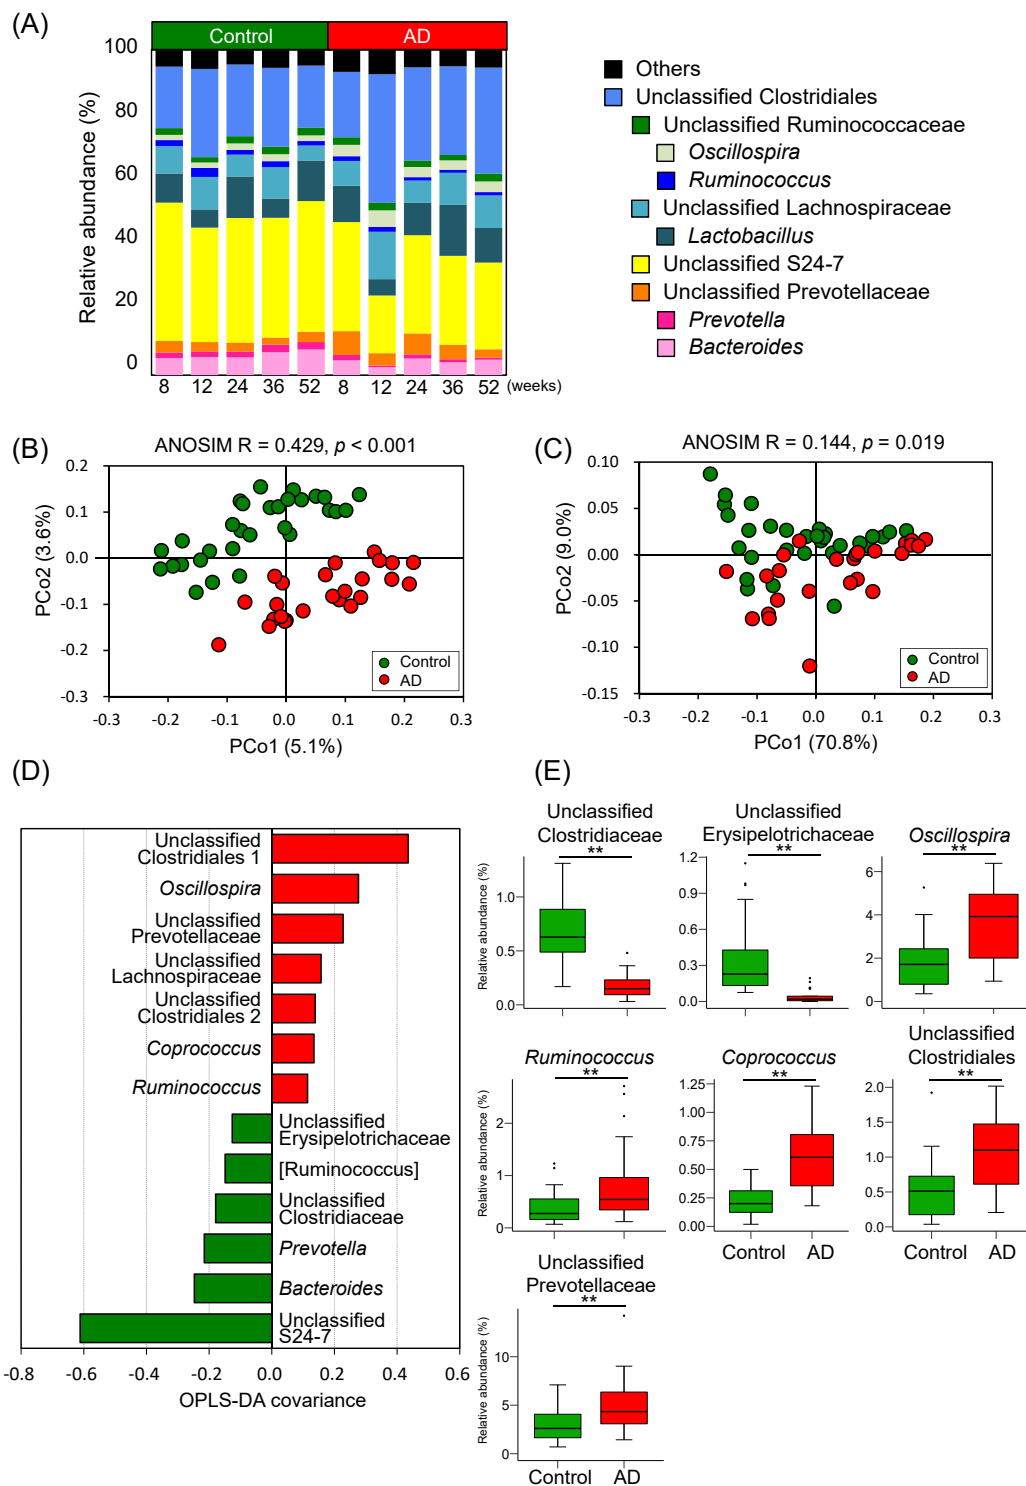 (A)
Control
AD
Relative abundance (%)
100
80
60
40
20
0
8 12 24 36 52 8 12 24 36 52 (weeks)
Others
Unclassified Clostridiales
Unclassified Ruminococcaceae
Oscillospira
Ruminococcus
Unclassified Lachnospiraceae
Lactobacillus
Unclassified S24-7
Unclassified Prevotellaceae
Prevotella
Bacteroides
(B)
ANOSIM R = 0.429, p < 0.001
PCo2 (3.6%)
0.2
0.1
0.0
-0.1
-0.2
-0.3
Control
AD
-0.3 -0.2 -0.1 0.0 0.1 0.2 0.3
PCo1 (5.1%)
(C)
ANOSIM R = 0.144, p = 0.019
PCo2 (9.0%)
0.10
0.05
0.00
-0.05
-0.10
-0.15
Control
AD
-0.3 -0.2 -0.1 0.0 0.1 0.2 0.3
PCo1 (70.8%)
(D)
Unclassified
Clostridiales 1
Oscillospira
Unclassified
Prevotellaceae
Unclassified
Lachnospiraceae
Unclassified
Clostridiales 2
Coprococcus
Ruminococcus
Unclassified
Erysipelotrichaceae
[Ruminococcus]
Unclassified
Clostridiaceae
Prevotella
Bacteroides
Unclassified
S24-7
-0.8 -0.6 -0.4 -0.2 0.0 0.2 0.4 0.6
OPLS-DA covariance
(E)
Unclassified
Clostridiaceae
**
Relative abundance (%)
1.0
0.5
0.0
Unclassified
Erysipelotrichaceae
**
1.2
0.9
0.6
0.3
0.0
Oscillospira
**
6
4
2
0
Ruminococcus
**
Relative abundance (%)
2
1
0
Coprococcus
**
1.25
1.00
0.75
0.50
0.25
0.00
Control AD
Unclassified
Clostridiales
**
2.0
1.5
1.0
0.5
0.0
Control AD
Unclassified
Prevotellaceae
**
Relative abundance (%)
10
5
0
Control AD